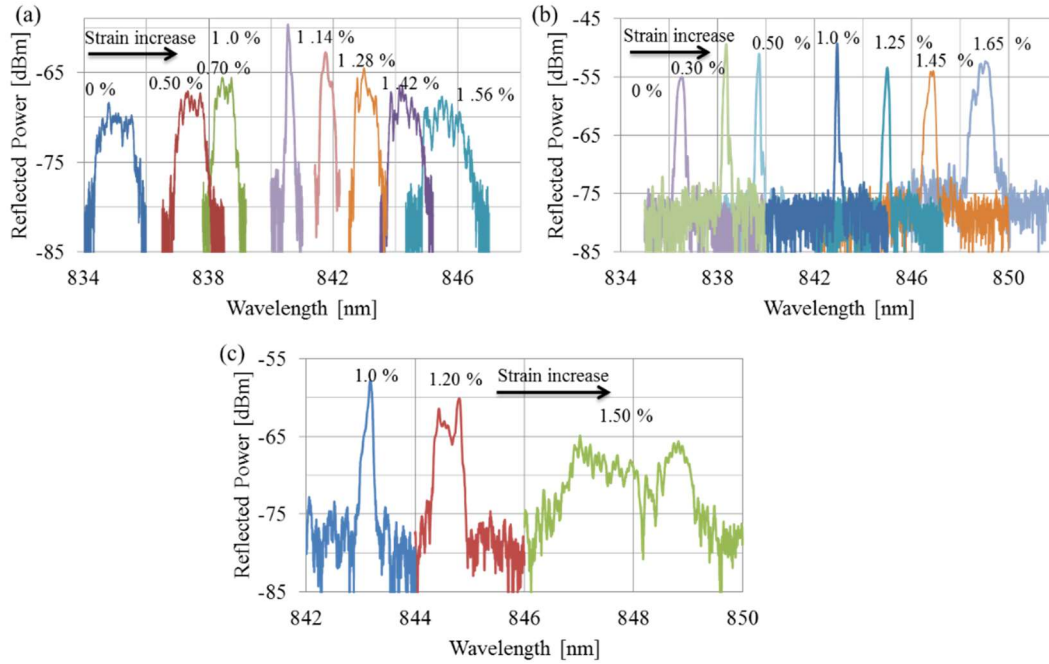 (a)
Strain increase
0 %
0.50 %
0.70 %
1 .0 %
1 .14 %
1 .28 %
1 .42 %
1 .56 %
Reflected Power [dBm]
-65
-75
-85
834 838 842 846
Wavelength [nm]
(b)
Strain increase
0 %
0.30 %
0.50 %
1.0 %
1.25 %
1.45 %
1.65 %
Reflected Power [dBm]
-45
-55
-65
-75
-85
834 838 842 846 850
Wavelength [nm]
(c)
1.0 %
1.20 %
Strain increase
1.50 %
Reflected Power [dBm]
-55
-65
-75
-85
842 844 846 848 850
Wavelength [nm]